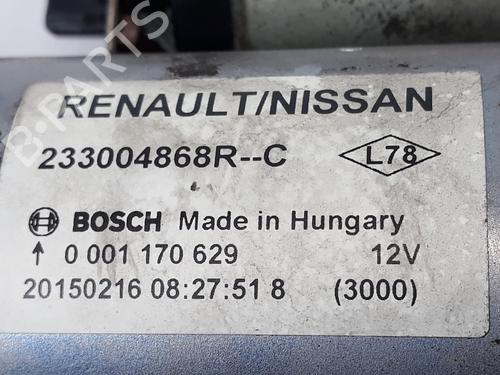 RENAULT/NISSAN
233004868R--C L78
BOSCH Made in Hungary
0 001 170 629 12V
20150216 08:27:51 8 (3000)
B-PARTS